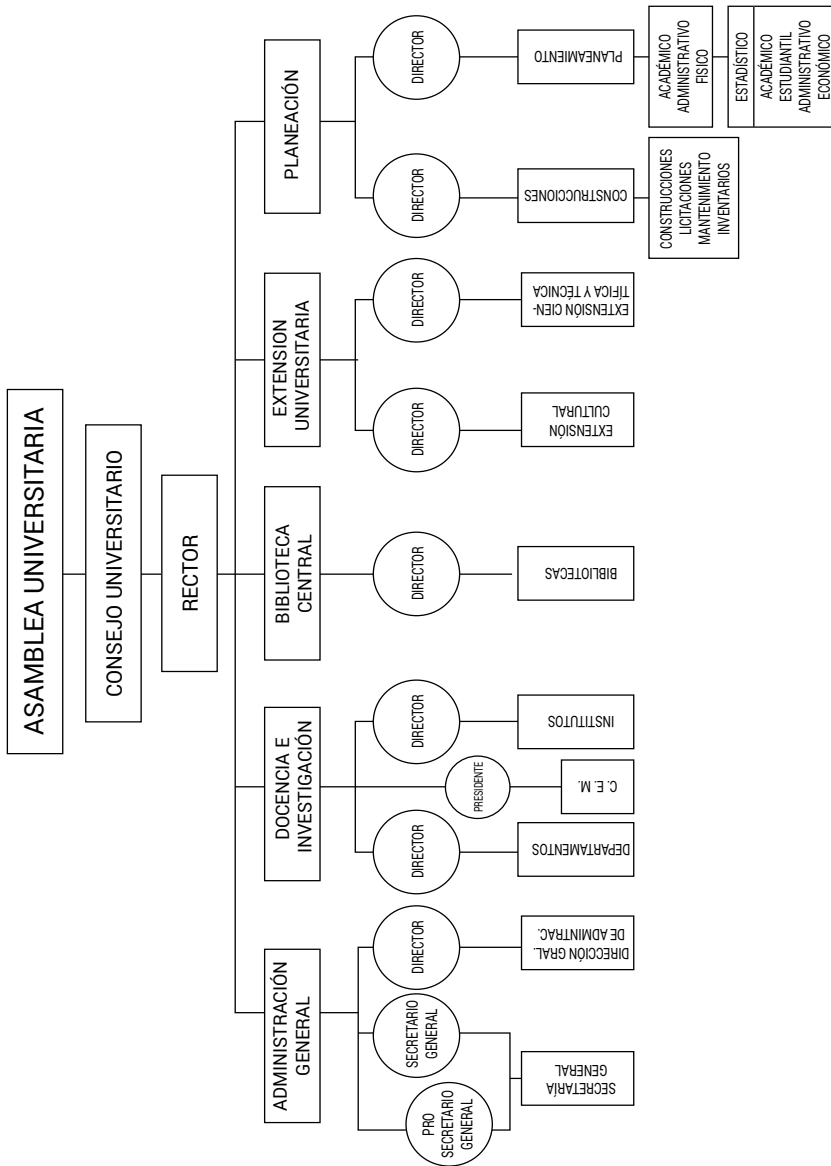 ASAMBLEA UNIVERSITARIA
CONSEJO UNIVERSITARIO
RECTOR
ADMINISTRACIÓN
GENERAL
DOCENCIA E
INVESTIGACIÓN
BIBLIOTECA
CENTRAL
EXTENSION
UNIVERSITARIA
PLANEACIÓN
PRO
SECRETARIO
GENERAL
SECRETARIO
GENERAL
DIRECTOR
DIRECTOR
PRESIDENTE
DIRECTOR
DIRECTOR
DIRECTOR
DIRECTOR
DIRECTOR
DIRECTOR
SECRETARÍA
GENERAL
DIRECCIÓN GRAL.
DE ADMINTRAC.
DEPARTAMENTOS
C. E. M.
INSTITUTOS
BIBLIOTECAS
EXTENSIÓN
CULTURAL
EXTENSIÓN CIEN-
TÍFICA Y TÉCNICA
CONSTRUCCIONES
PLANEAMIENTO
CONSTRUCCIONES
LICITACIONES
MANTENIMIENTO
INVENTARIOS
ACADÉMICO
ADMINISTRATIVO
FISICO
ESTADÍSTICO
ACADÉMICO
ESTUDIANTIL
ADMINISTRATIVO
ECONÓMICO